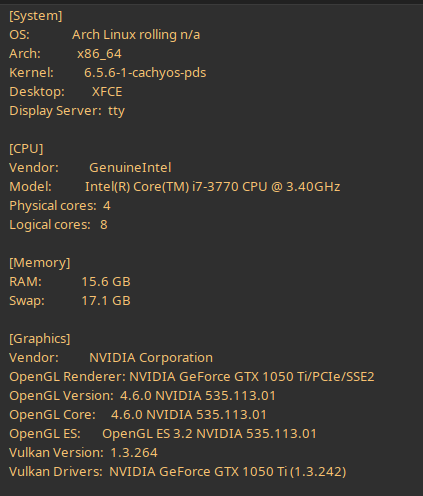 [System]
OS: Arch Linux rolling n/a
Arch: x86_64
Kernel: 6.5.6-1-cachyos-pds
Desktop: XFCE
Display Server: tty
[CPU]
Vendor: GenuineIntel
Model: Intel(R) Core(TM) i7-3770 CPU @ 3.40GHz
Physical cores: 4
Logical cores: 8
[Memory]
RAM: 15.6 GB
Swap: 17.1 GB
[Graphics]
Vendor: NVIDIA Corporation
OpenGL Renderer: NVIDIA GeForce GTX 1050 Ti/PCIe/SSE2
OpenGL Version: 4.6.0 NVIDIA 535.113.01
OpenGL Core: 4.6.0 NVIDIA 535.113.01
OpenGL ES: OpenGL ES 3.2 NVIDIA 535.113.01
Vulkan Version: 1.3.264
Vulkan Drivers: NVIDIA GeForce GTX 1050 Ti (1.3.242)